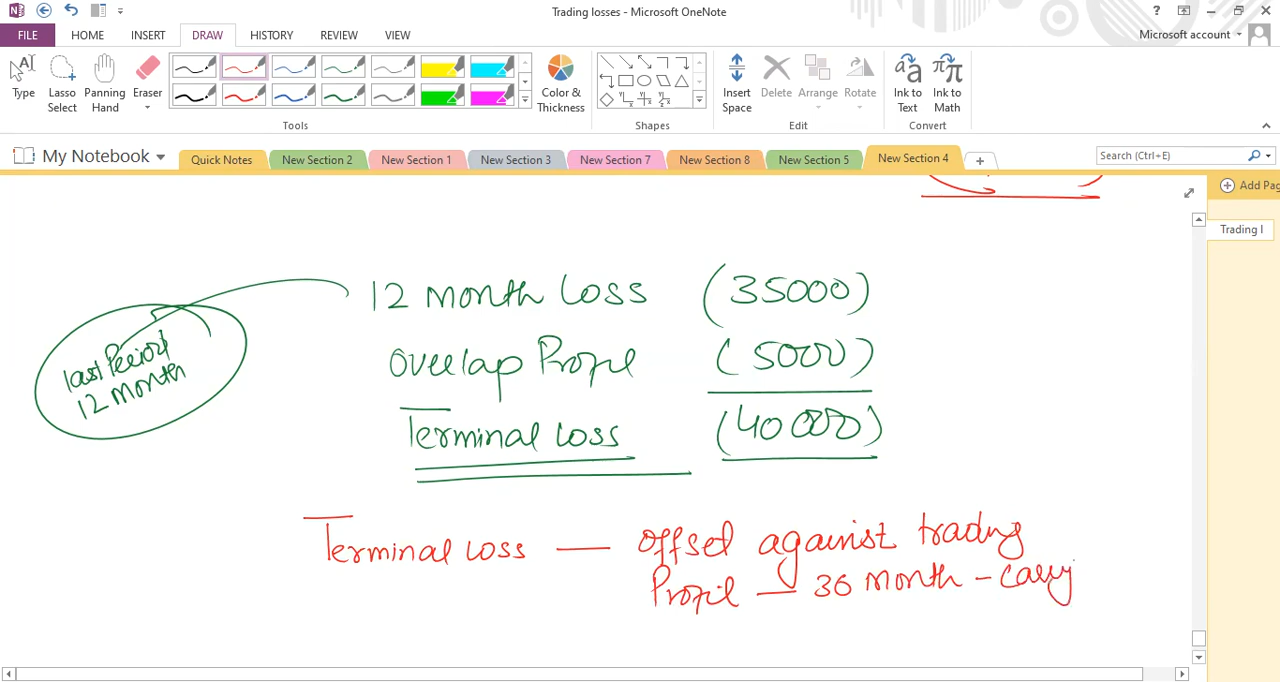 Trading losses - Microsoft OneNote
?
FILE HOME INSERT DRAW HISTORY REVIEW VIEW
Microsoft account
Type
Lasso Select
Panning Hand
Eraser
Color & Thickness
Insert Space
Delete
Arrange
Rotate
Ink to Text
Ink to Math
Tools
Shapes
Edit
Convert
My Notebook
Quick Notes New Section 2 New Section 1 New Section 3 New Section 7 New Section 8 New Section 5 New Section 4
Search (Ctrl+E)
Add Pag
Trading l
12 month Loss (35000)
last Period
12 month
overlap Profil (5000)
Terminal loss (40000)
Terminal loss — offset against trading
Profil — 36 month - carry